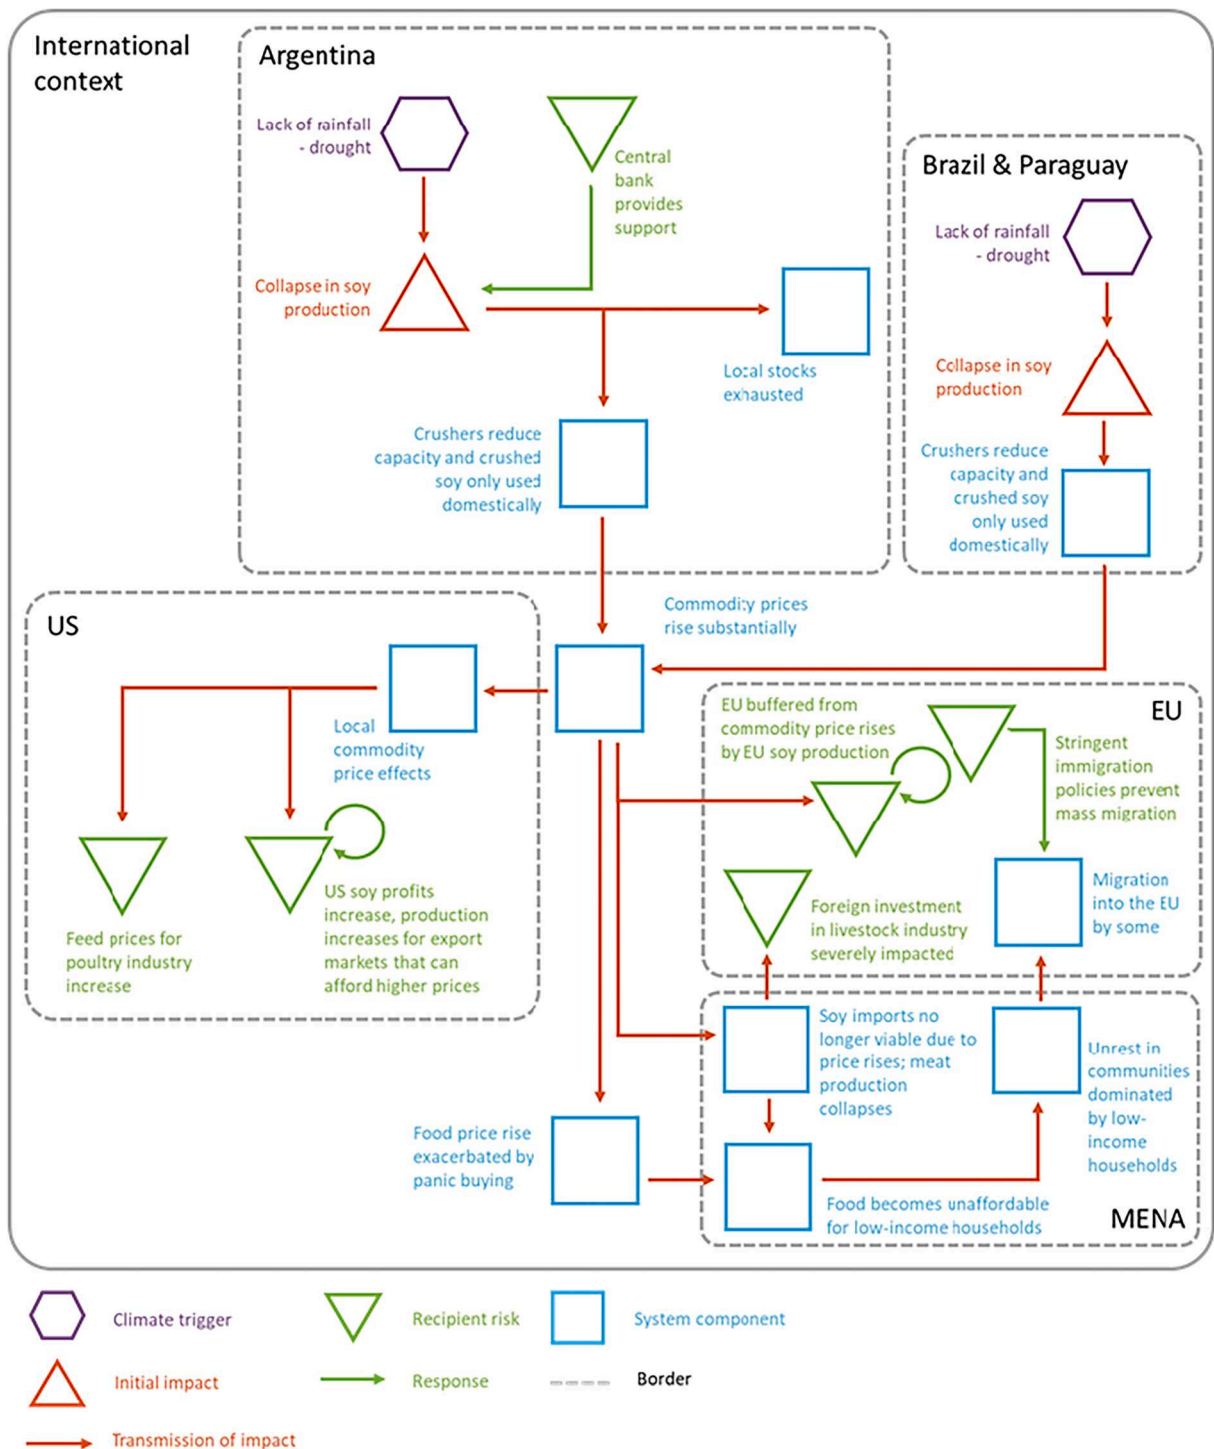 International
context
Argentina
Lack of rainfall
- drought
Central
bank
provides
support
Collapse in soy
production
Local stocks
exhausted
Crushers reduce
capacity and crushed
soy only used
domestically
Brazil & Paraguay
Lack of rainfall
- drought
Collapse in soy
production
Crushers reduce
capacity and
crushed soy
only used
domestically
Commodity prices
rise substantially
US
Local
commodity
price effects
Feed prices for
poultry industry
increase
US soy profits
increase, production
increases for export
markets that can
afford higher prices
EU
EU buffered from
commodity price rises
by EU soy production
Stringent
immigration
policies prevent
mass migration
Foreign investment
in livestock industry
severely impacted
Migration
into the EU
by some
Soy imports no
longer viable due to
price rises; meat
production
collapses
Unrest in
communities
dominated
by low-
income
households
Food price rise
exacerbated by
panic buying
Food becomes unaffordable
for low-income households
MENA
Climate trigger
Recipient risk
System component
Initial impact
Response
Border
Transmission of impact